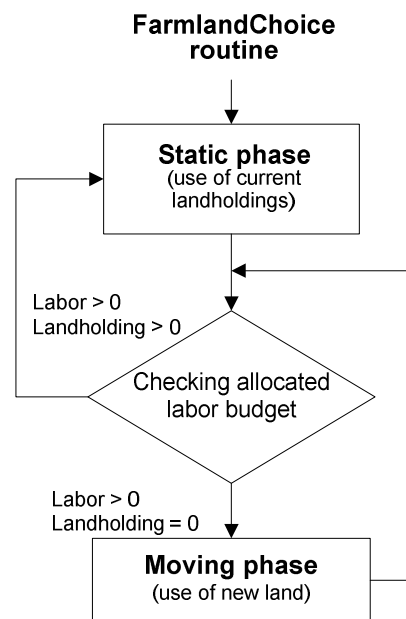 FarmlandChoice
routine
Static phase
(use of current
landholdings)
Labor > 0
Landholding > 0
Checking allocated
labor budget
Labor > 0
Landholding = 0
Moving phase
(use of new land)